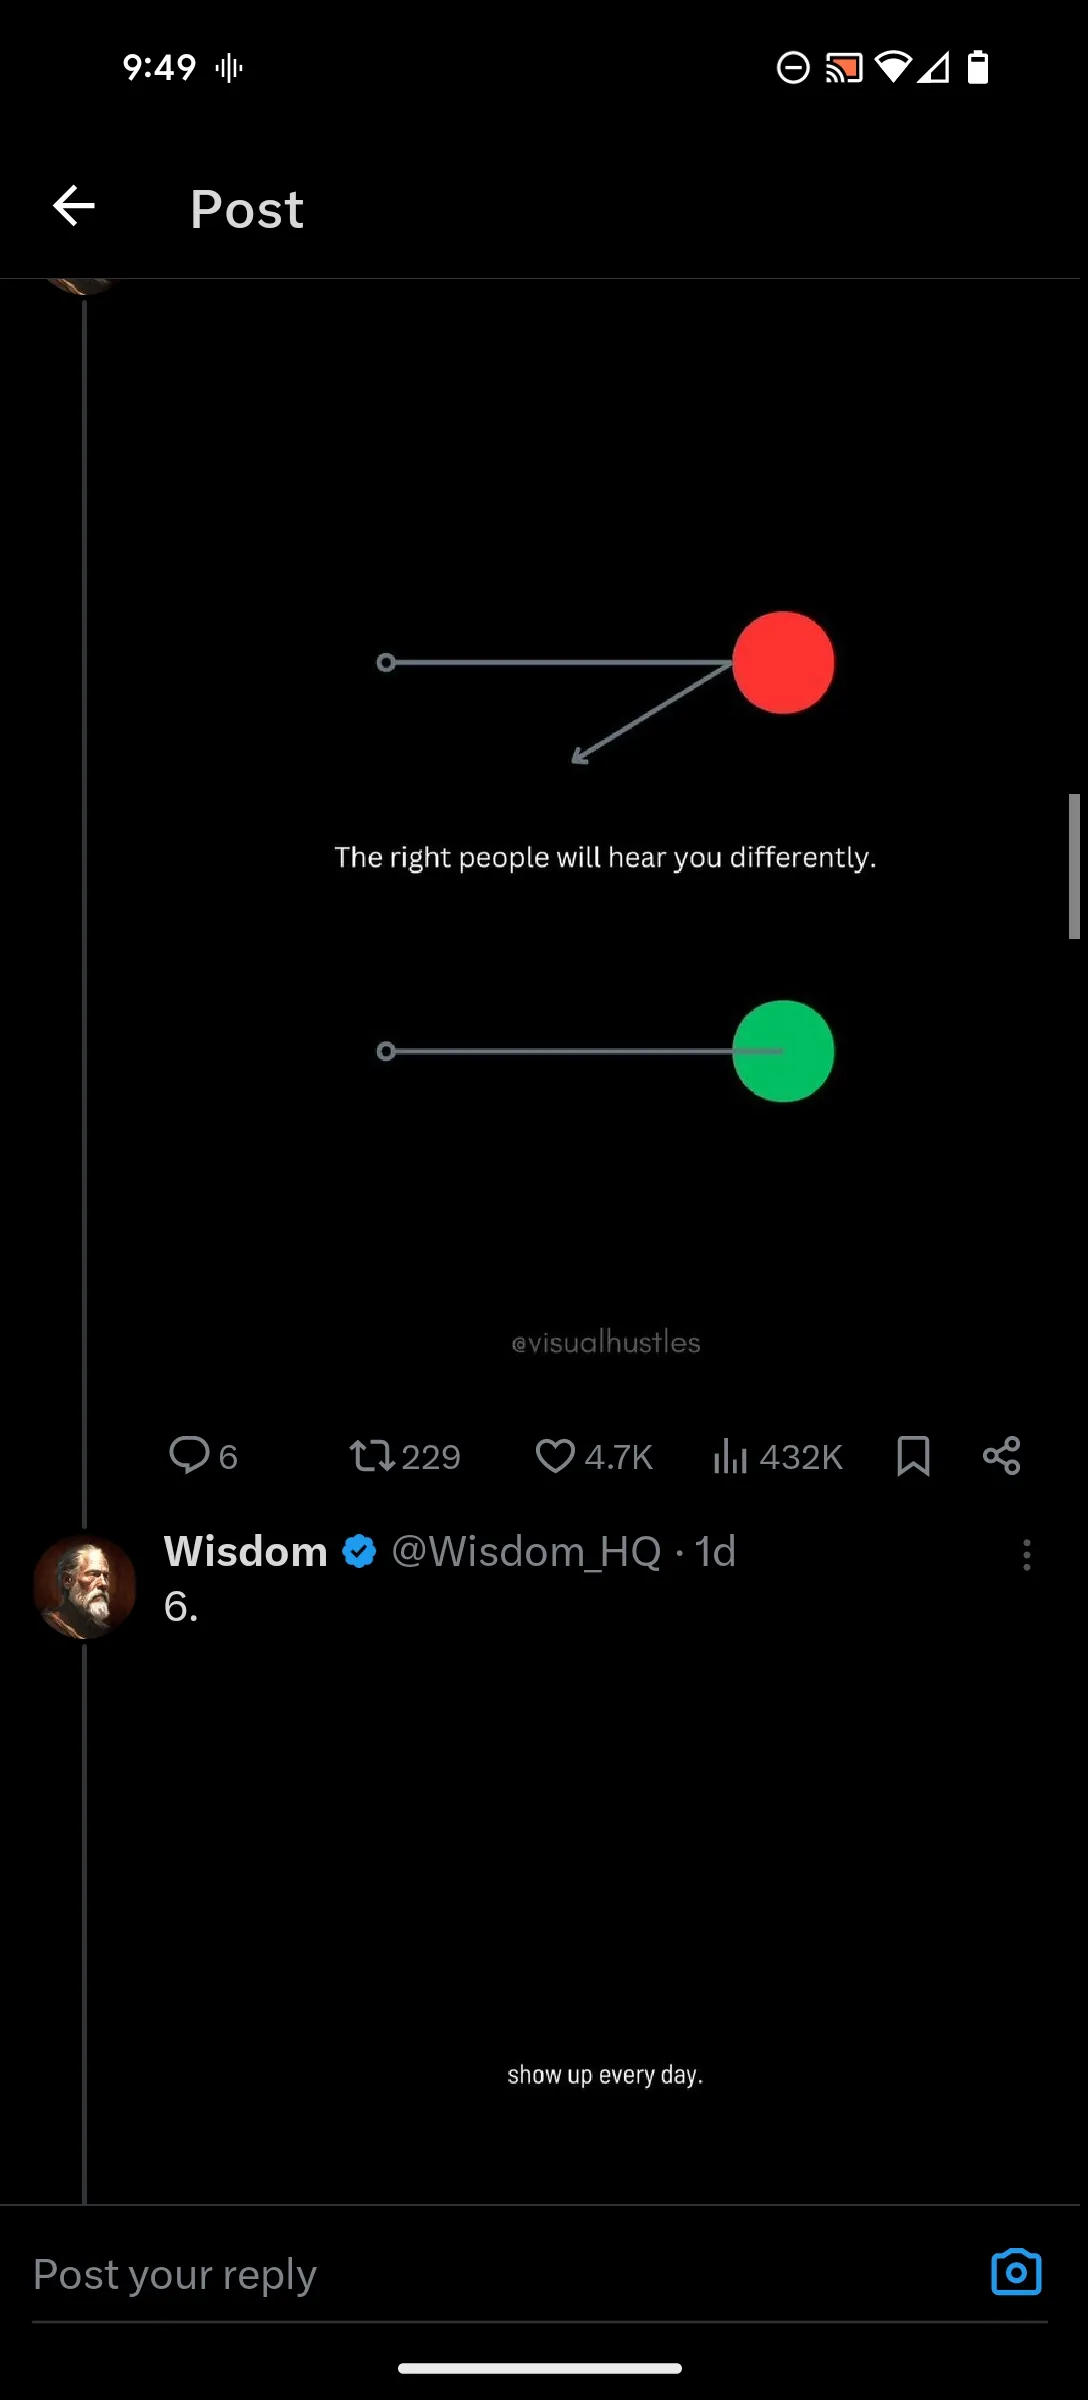 9:49
Post
The right people will hear you differently.
@visualhustles
6 229 4.7K 432K
Wisdom @Wisdom_HQ · 1d
6.
show up every day.
Post your reply